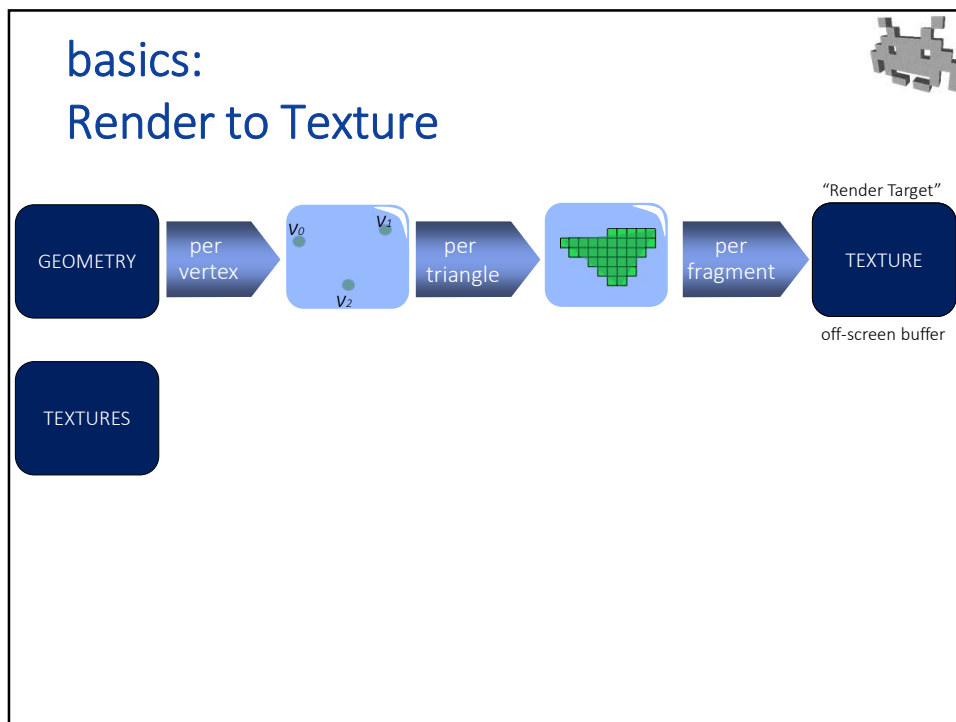 basics:
Render to Texture
"Render Target"
GEOMETRY
per
vertex
v0
v1
v2
per
triangle
per
fragment
TEXTURE
off-screen buffer
TEXTURES